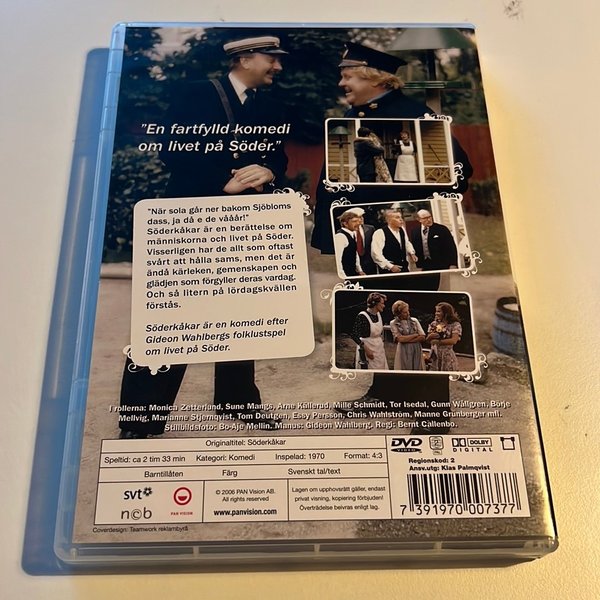 "En fartfylld komedi
om livet på Söder."
"När sola går ner bakom Sjöbloms
dass, ja då e de vååår!"
Söderkåkar är en berättelse om
människorna och livet på Söder.
Visserligen har de allt som oftast
svårt att hålla sams, men det är
ändå kärleken, gemenskapen och
glädjen som förgyller deras vardag.
Och så litern på lördagskvällen
förstås.
Söderkåkar är en komedi efter
Gideon Wahlbergs folklustspel
om livet på Söder.
I rollerna: Monica Zetterlund, Sune Mangs, Arne Källerud, Mille Schmidt, Tor Isedal, Gunn Wållgren, Börje
Mellvig, Marianne Stjernqvist, Tom Deutgen, Essy Persson, Chris Wahlström, Manne Grünberger mfl.
Stillbildsfoto: Bo-Aje Mellin. Manus: Gideon Wahlberg. Regi: Bernt Callenbo.
Originaltitel: Söderkåkar
Speltid: ca 2 tim 33 min Kategori: Komedi Inspelad: 1970 Format: 4:3
Barntillåten Färg Svenskt tal/text
svt
ncb
PAN VISION
© 2006 PAN Vision AB.
All rights reserved
www.panvision.com
Lagen om upphovsrätt gäller, endast
privat visning, kopiering förbjuden!
Överträdelse beivras enligt lag.
DVD
VIDEO
2
DOLBY
DIGITAL
Regionskod: 2
Ansv.utg: Klas Palmqvist
7 391970 007377
Coverdesign: Teamwork reklambyrå